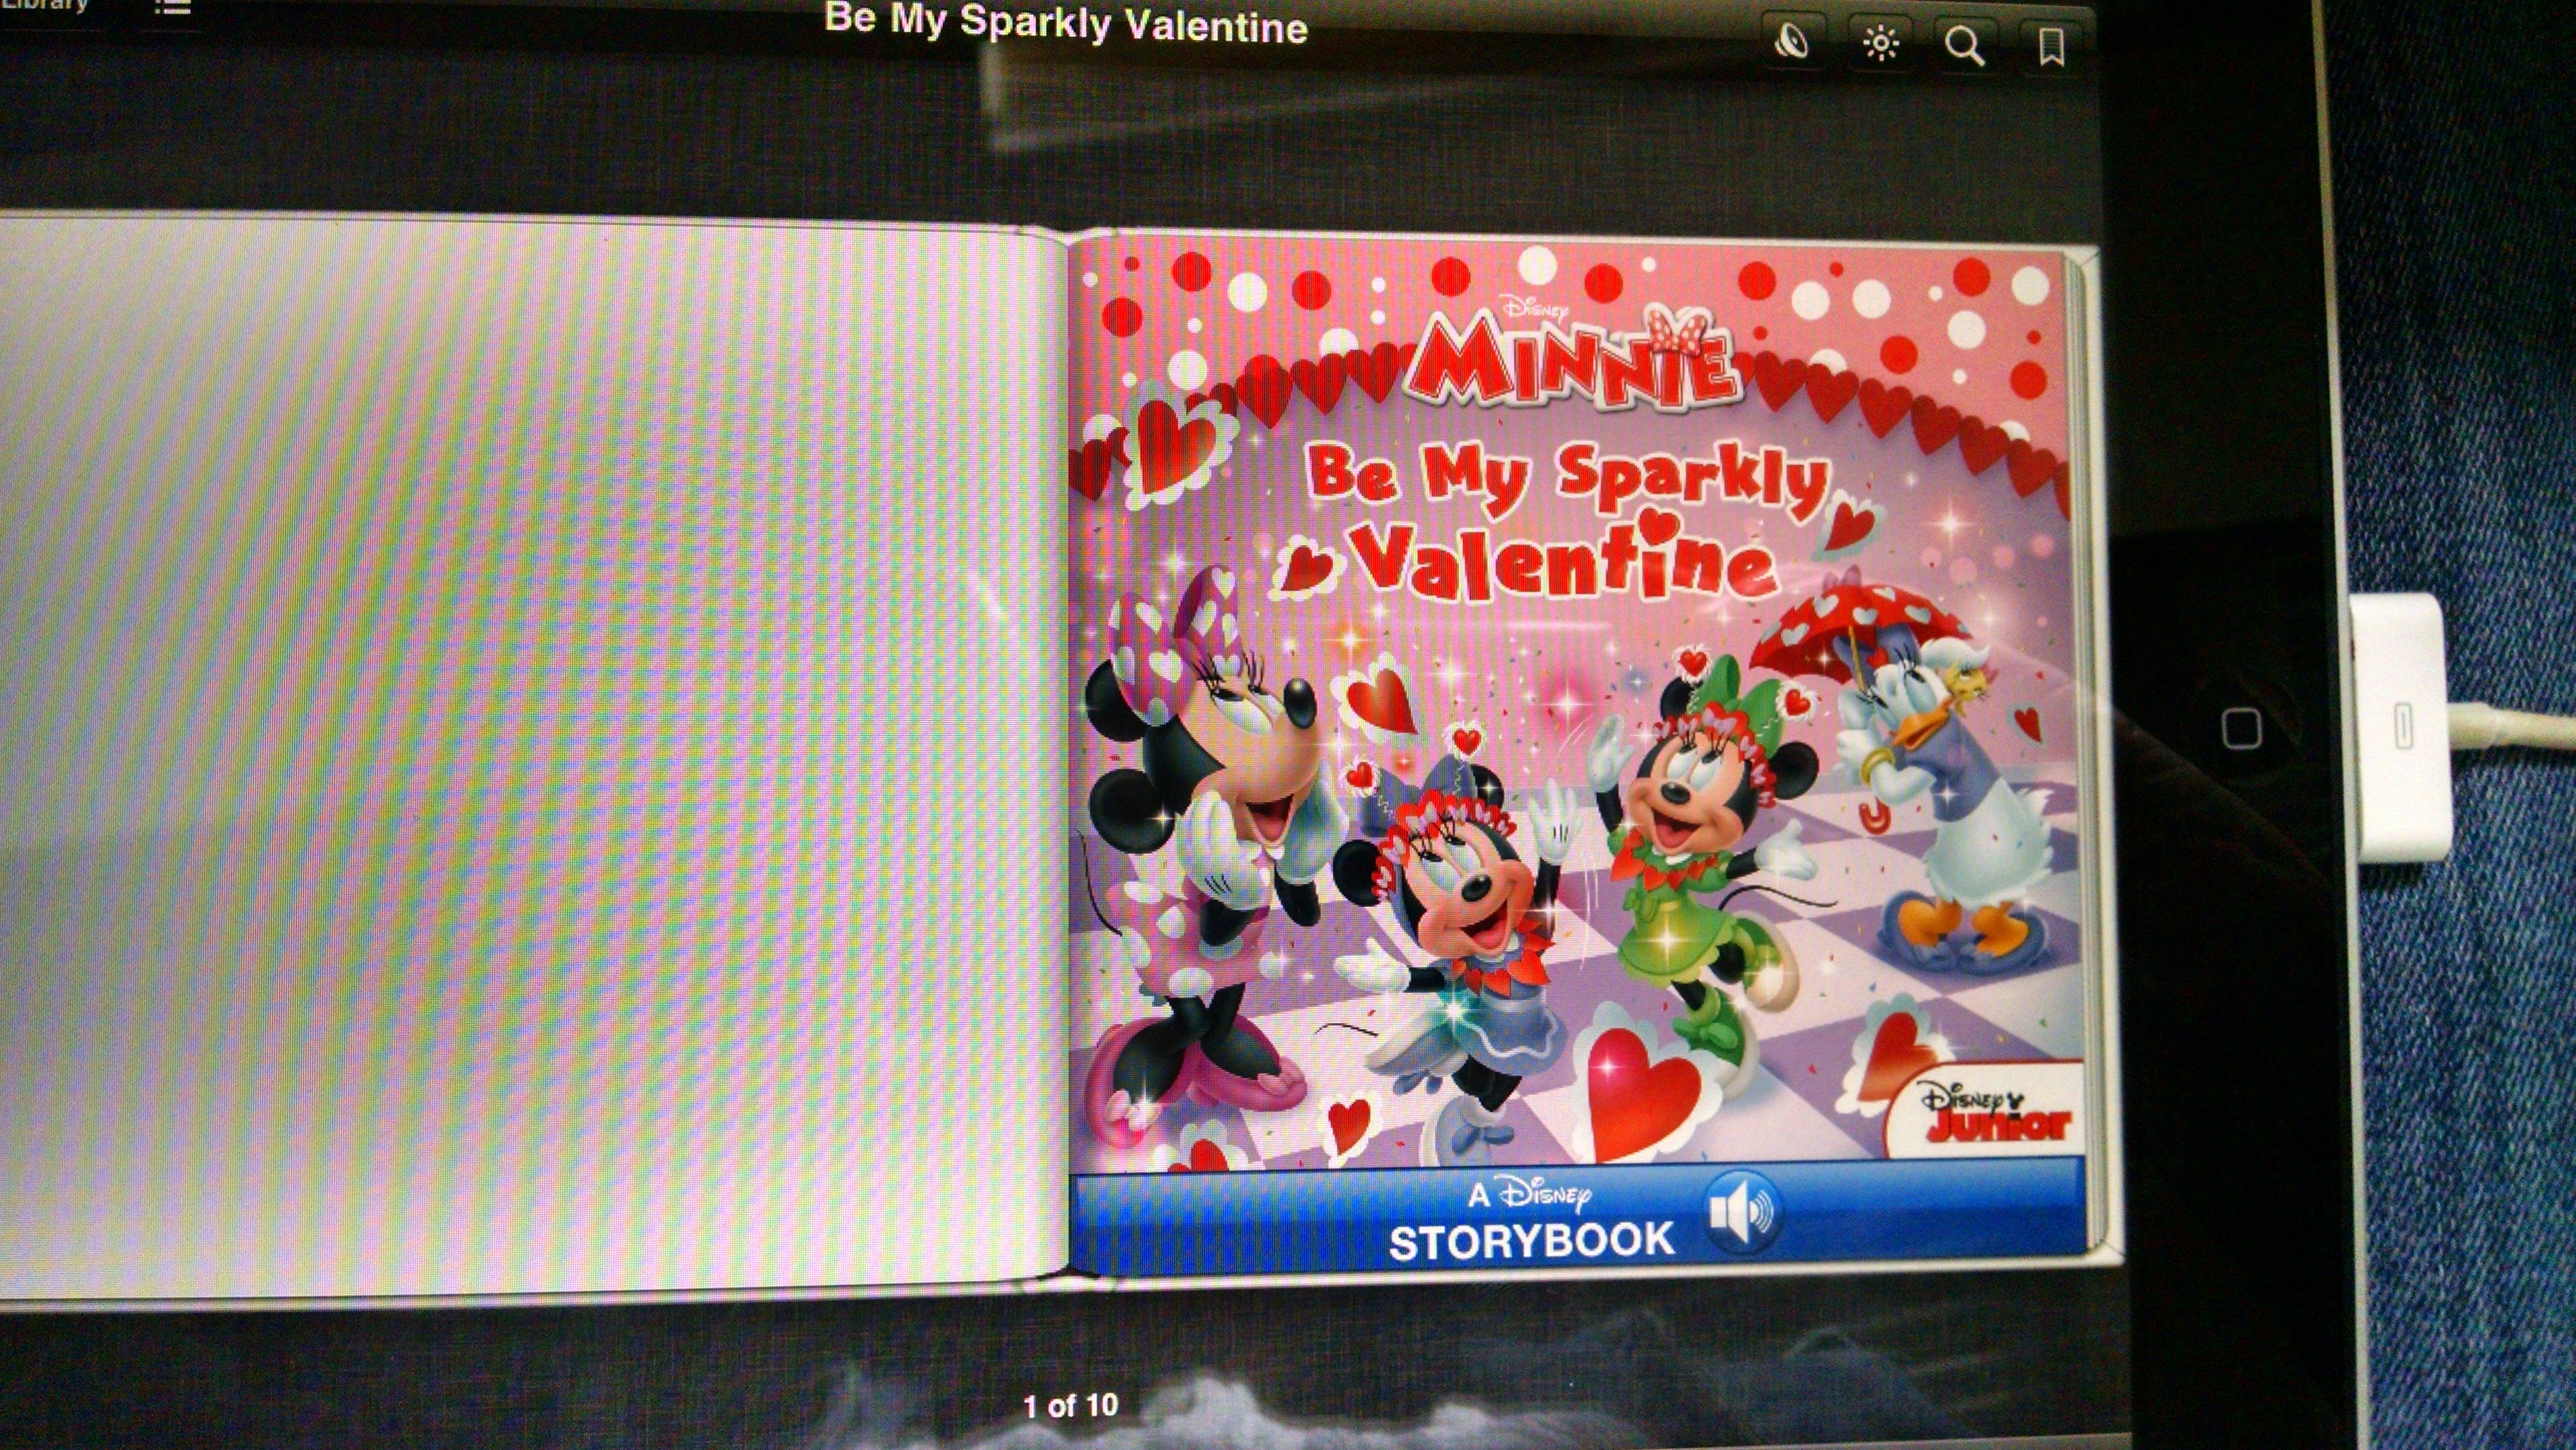 Library
Be My Sparkly Valentine
Disney
MINNIE
Be My Sparkly
Valentine
Disney
Junior
A Disney
STORYBOOK
1 of 10